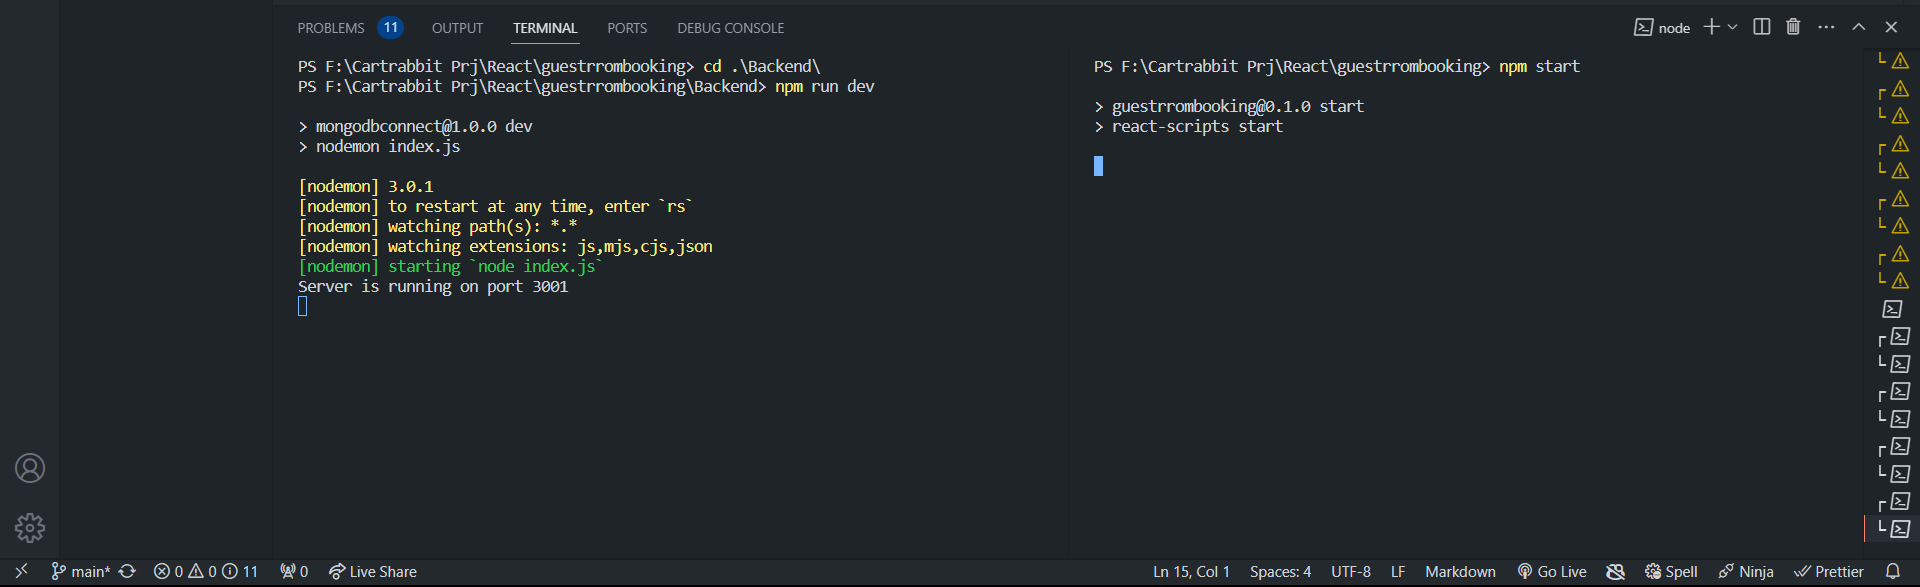 PROBLEMS 11 OUTPUT TERMINAL PORTS DEBUG CONSOLE node
PS F:\Cartrabbit Prj\React\guestrrombooking> cd .\Backend\
PS F:\Cartrabbit Prj\React\guestrrombooking\Backend> npm run dev
> mongodbconnect@1.0.0 dev
> nodemon index.js
[nodemon] 3.0.1
[nodemon] to restart at any time, enter `rs`
[nodemon] watching path(s): *.*
[nodemon] watching extensions: js,mjs,cjs,json
[nodemon] starting `node index.js`
Server is running on port 3001
PS F:\Cartrabbit Prj\React\guestrrombooking> npm start
> guestrrombooking@0.1.0 start
> react-scripts start
main* 0 0 11 0 Live Share Ln 15, Col 1 Spaces: 4 UTF-8 LF Markdown Go Live Spell Ninja Prettier